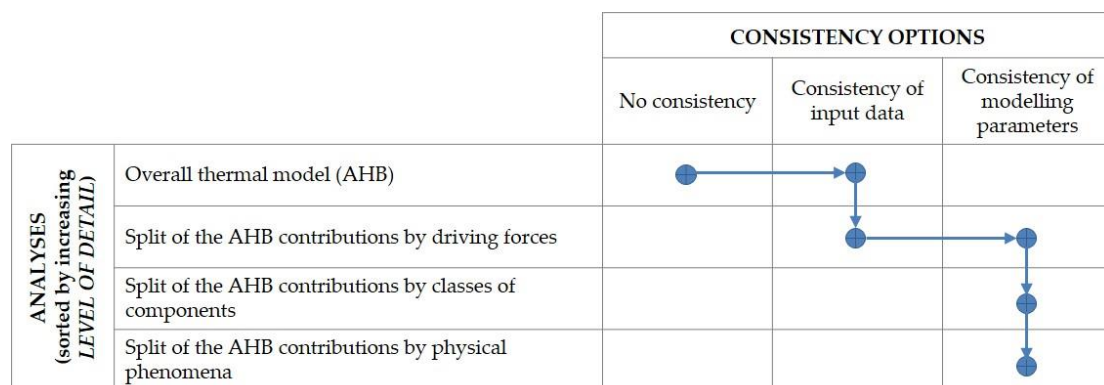 CONSISTENCY OPTIONS
No consistency
Consistency of
input data
Consistency of
modelling
parameters
ANALYSES
(sorted by increasing
LEVEL OF DETAIL)
Overall thermal model (AHB)
Split of the AHB contributions by driving forces
Split of the AHB contributions by classes of
components
Split of the AHB contributions by physical
phenomena